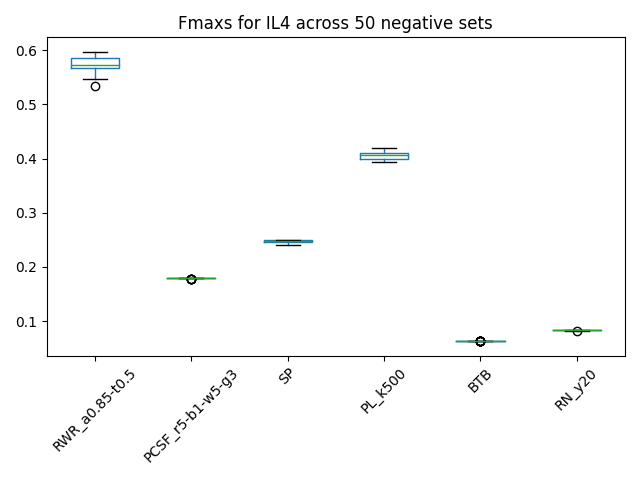 Fmaxs for IL4 across 50 negative sets
0.6
0.5
0.4
0.3
0.2
0.1
RWR_a0.85-t0.5
PCSF_r5-b1-w5-g3
SP
PL_k500
BTB
RN_y20